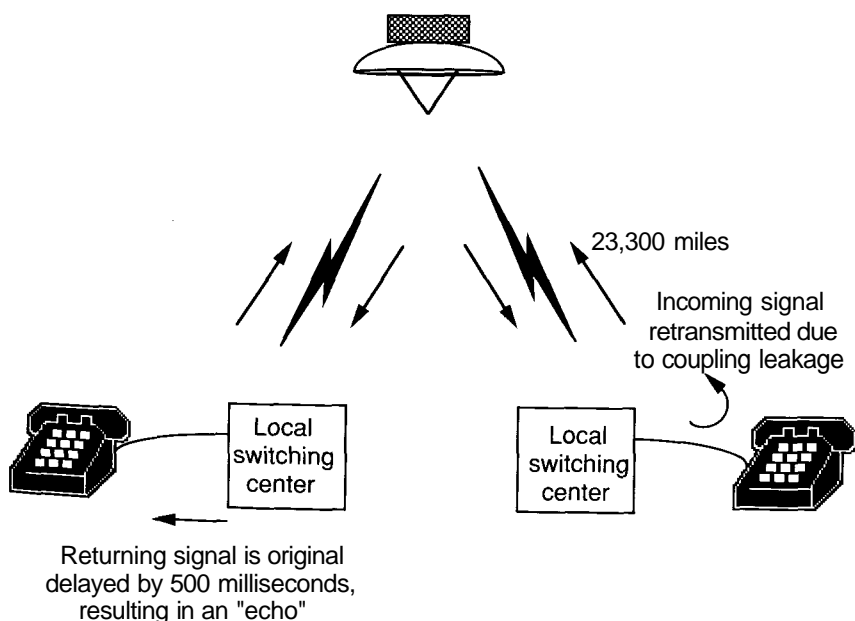 23,300 miles
Incoming signal
retransmitted due
to coupling leakage
Local
switching
center
Local
switching
center
Returning signal is original
delayed by 500 milliseconds,
resulting in an "echo"